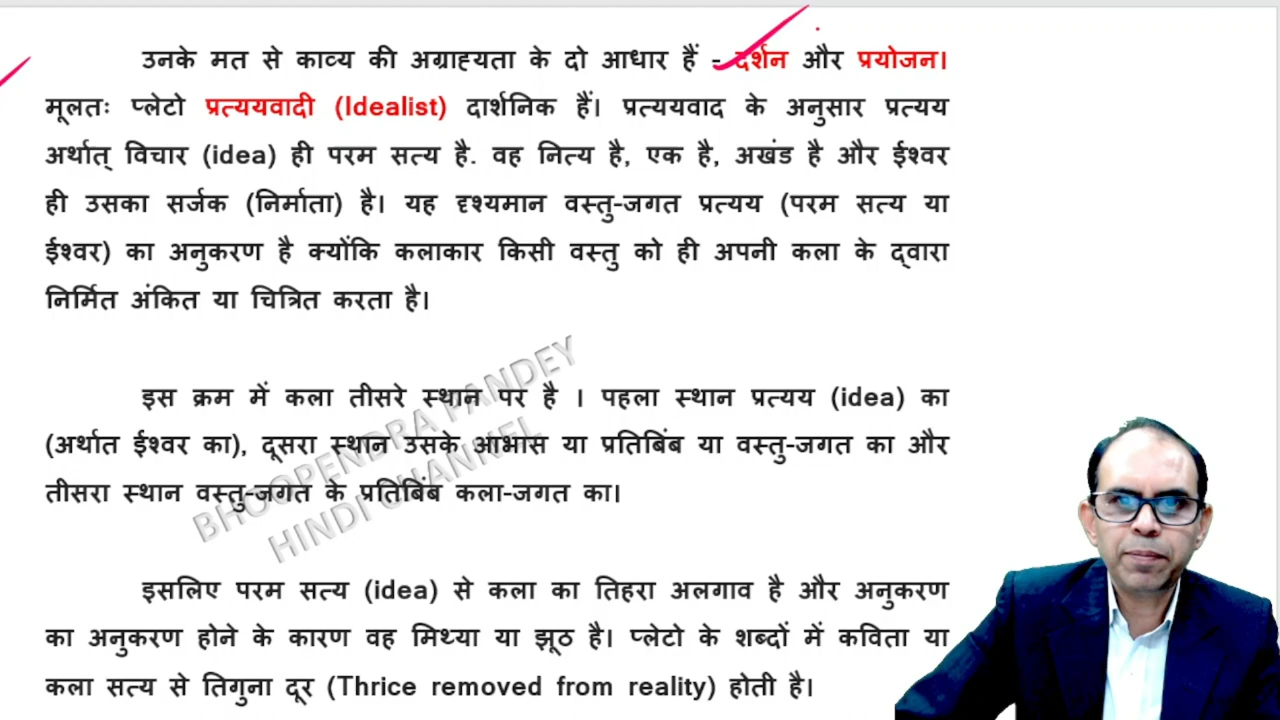 उनके मत से काव्य की अग्राह्यता के दो आधार हैं - दर्शन और प्रयोजन।
मूलतः प्लेटो प्रत्ययवादी (Idealist) दार्शनिक हैं। प्रत्ययवाद के अनुसार प्रत्यय
अर्थात् विचार (idea) ही परम सत्य है. वह नित्य है, एक है, अखंड है और ईश्वर
ही उसका सर्जक (निर्माता) है। यह दृश्यमान वस्तु-जगत प्रत्यय (परम सत्य या
ईश्वर) का अनुकरण है क्योंकि कलाकार किसी वस्तु को ही अपनी कला के द्वारा
निर्मित अंकित या चित्रित करता है।
इस क्रम में कला तीसरे स्थान पर है । पहला स्थान प्रत्यय (idea) का
(अर्थात ईश्वर का), दूसरा स्थान उसके आभास या प्रतिबिंब या वस्तु-जगत का और
तीसरा स्थान वस्तु-जगत के प्रतिबिंब कला-जगत का।
BHOOPENDRA PANDEY
HINDI CHANNEL
इसलिए परम सत्य (idea) से कला का तिहरा अलगाव है और अनुकरण
का अनुकरण होने के कारण वह मिथ्या या झूठ है। प्लेटो के शब्दों में कविता या
कला सत्य से तिगुना दूर (Thrice removed from reality) होती है।